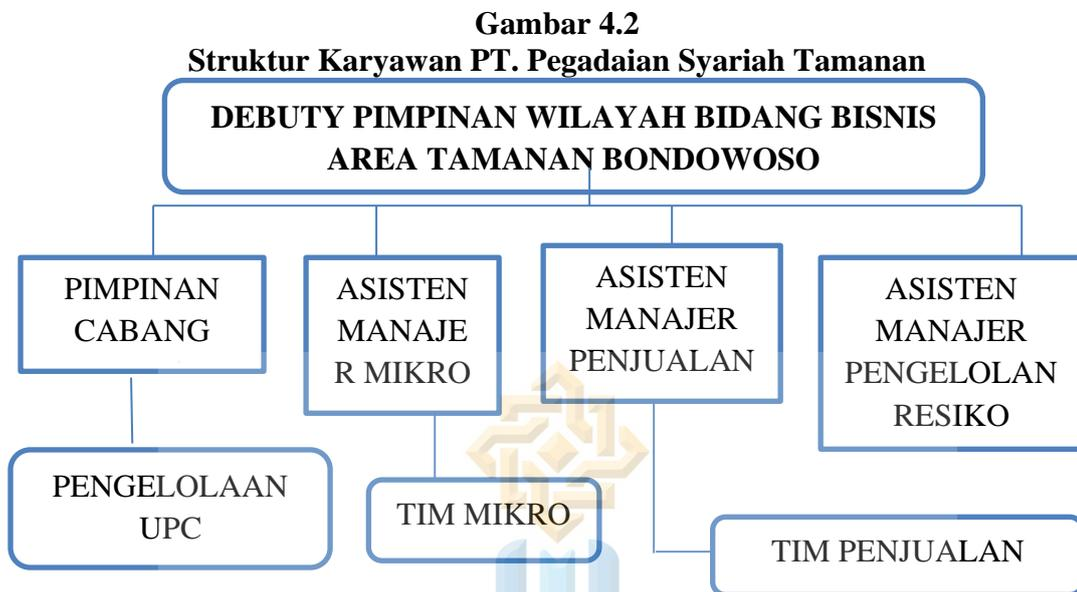 Gambar 4.2
Struktur Karyawan PT. Pegadaian Syariah Tamanan
DEBUTY PIMPINAN WILAYAH BIDANG BISNIS
AREA TAMANAN BONDOWOSO
PIMPINAN
CABANG
ASISTEN
MANAJE
R MIKRO
ASISTEN
MANAJER
PENJUALAN
ASISTEN
MANAJER
PENGELOLAN
RESIKO
PENGELOLAAN
UPC
TIM MIKRO
TIM PENJUALAN